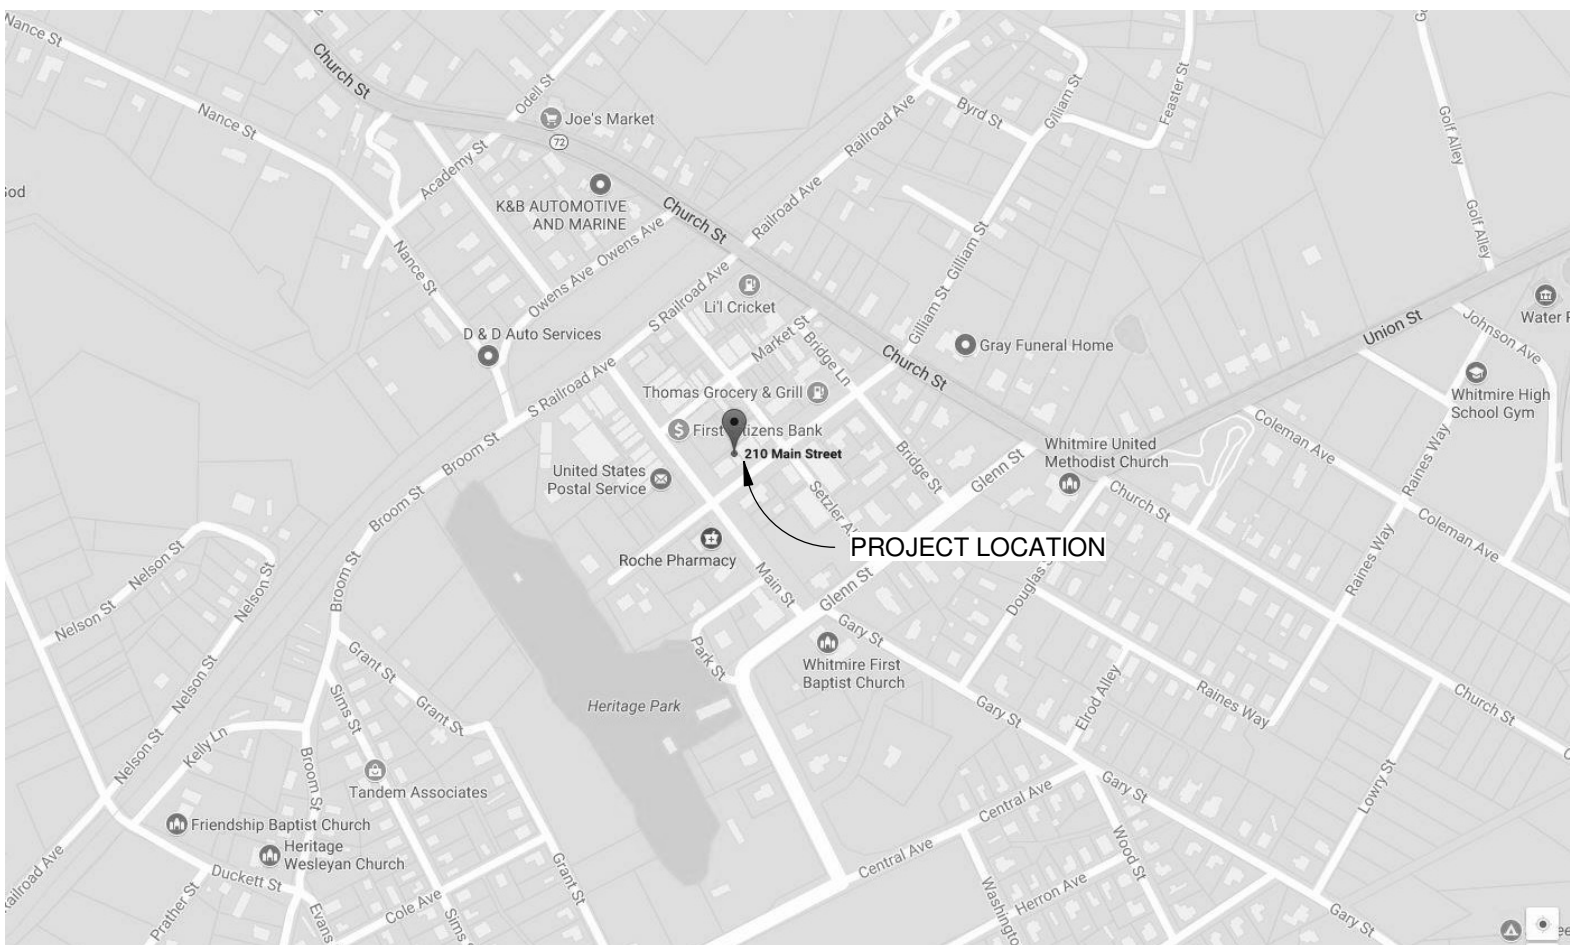 Nance St
Church St
Odell St
Joe's Market
72
Nance St
Academy St
Railroad Ave
Byrd St
Gilliam St
Feaster St
Golf Alley
K&B AUTOMOTIVE
AND MARINE
Owens Ave
Church St
Railroad Ave
Golf Alley
Nance St
Owens Ave
S Railroad Ave
Li'l Cricket
Gilliam St
Gilliam St
Water
Johnson Ave
Union St
D & D Auto Services
Market St
Bridge Ln
Church St
Gray Funeral Home
S Railroad Ave
Thomas Grocery & Grill
Whitmire High
School Gym
First Citizens Bank
210 Main Street
Broom St
United States
Postal Service
Bridge St
Glenn St
Whitmire United
Methodist Church
Coleman Ave
Raines Way
Setzler
Church St
Broom St
Coleman Ave
PROJECT LOCATION
Roche Pharmacy
Nelson St
Nelson St
Nelson St
Broom St
Main St
Glenn St
Douglas
Raines Way
Gary St
Park St
Whitmire First
Baptist Church
Grant St
Grant St
Nelson St
Sims St
Heritage Park
Gary St
Elrod Alley
Raines Way
Church St
Nelson St
Kelly Ln
Broom St
Tandem Associates
Central Ave
Gary St
Lowry St
Friendship Baptist Church
Heritage
Wesleyan Church
Central Ave
Wood St
Railroad Ave
Duckett St
Grant St
Prather St
Evans
Cole Ave
Sims
Washington
Herron Ave
Gary St